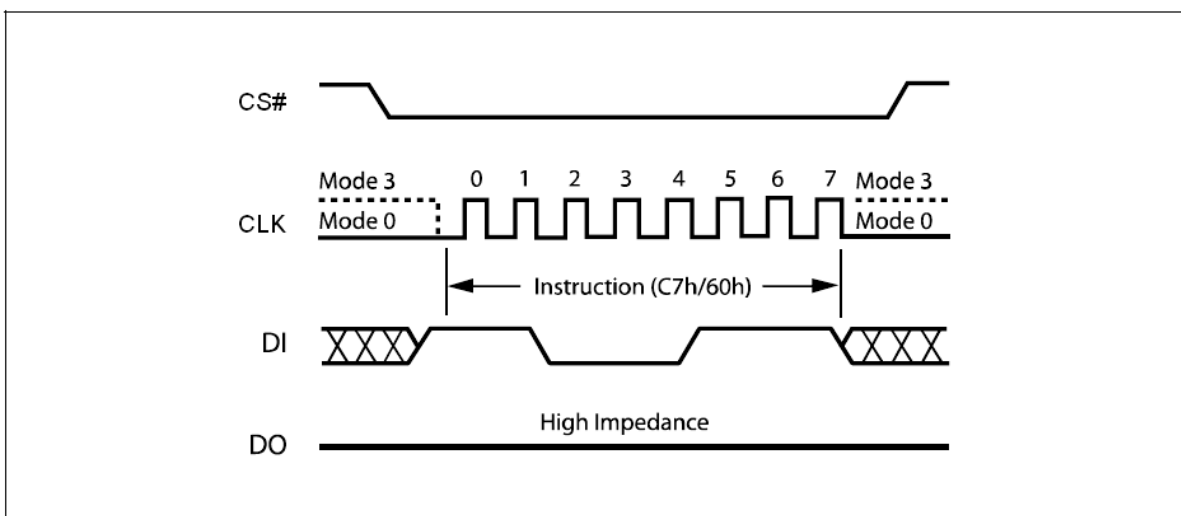 CS#
Mode 3 0 1 2 3 4 5 6 7 Mode 3
CLK Mode 0 Mode 0
Instruction (C7h/60h)
DI
High Impedance
DO